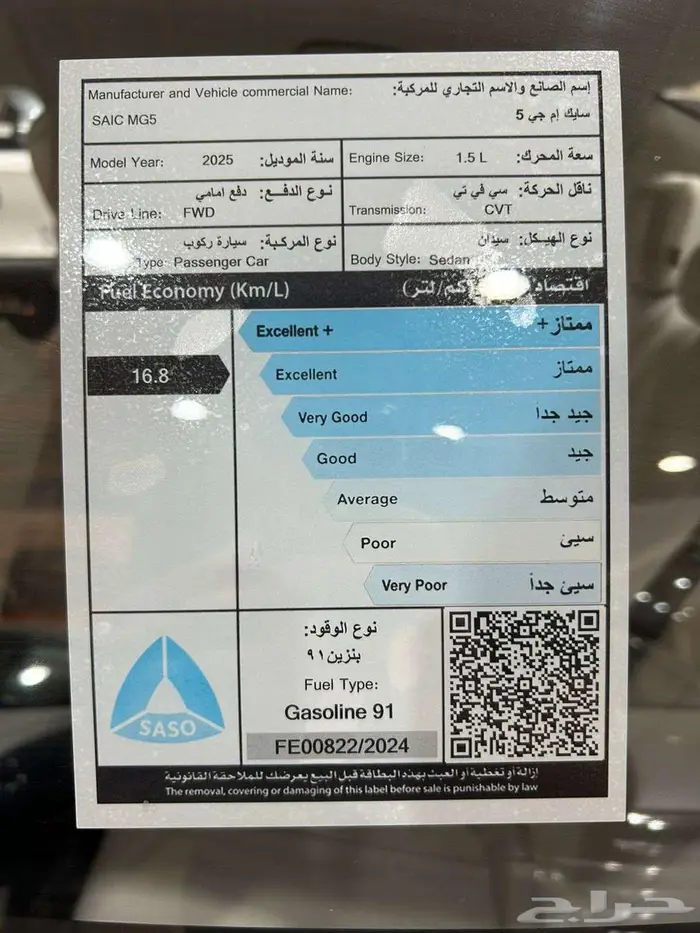 Manufacturer and Vehicle commercial Name: إسم الصانع والاسم التجاري للمركبة:
SAIC MG5 سايك إم جي 5
Model Year: 2025 سنة الموديل:
Engine Size: 1.5 L سعة المحرك:
نوع الدفع: دفع امامي
Drive Line: FWD
ناقل الحركة: سي في تي
Transmission: CVT
نوع المركبة: سيارة ركوب
Type: Passenger Car
نوع الهيكل: سيدان
Body Style: Sedan
Fuel Economy (Km/L) اقتصاد (كم/لتر)
Excellent + ممتاز+
16.8
Excellent ممتاز
Very Good جيد جداً
Good جيد
Average متوسط
Poor سيئ
Very Poor سيئ جداً
SASO
نوع الوقود:
بنزين ٩١
Fuel Type:
Gasoline 91
FE00822/2024
إزالة أو تغطية أو العبث بهذه البطاقة قبل البيع يعرضك للملاحقة القانونية
The removal, covering or damaging of this label before sale is punishable by law
حراج